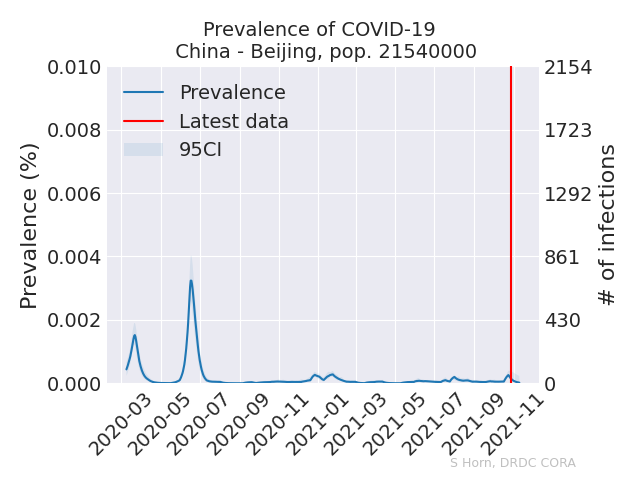 Prevalence of COVID-19
China - Beijing, pop. 21540000
Prevalence
Latest data
95CI
Prevalence (%)
0.010
0.008
0.006
0.004
0.002
0.000
# of infections
2154
1723
1292
861
430
0
2020-03
2020-05
2020-07
2020-09
2020-11
2021-01
2021-03
2021-05
2021-07
2021-09
2021-11
S Horn, DRDC CORA